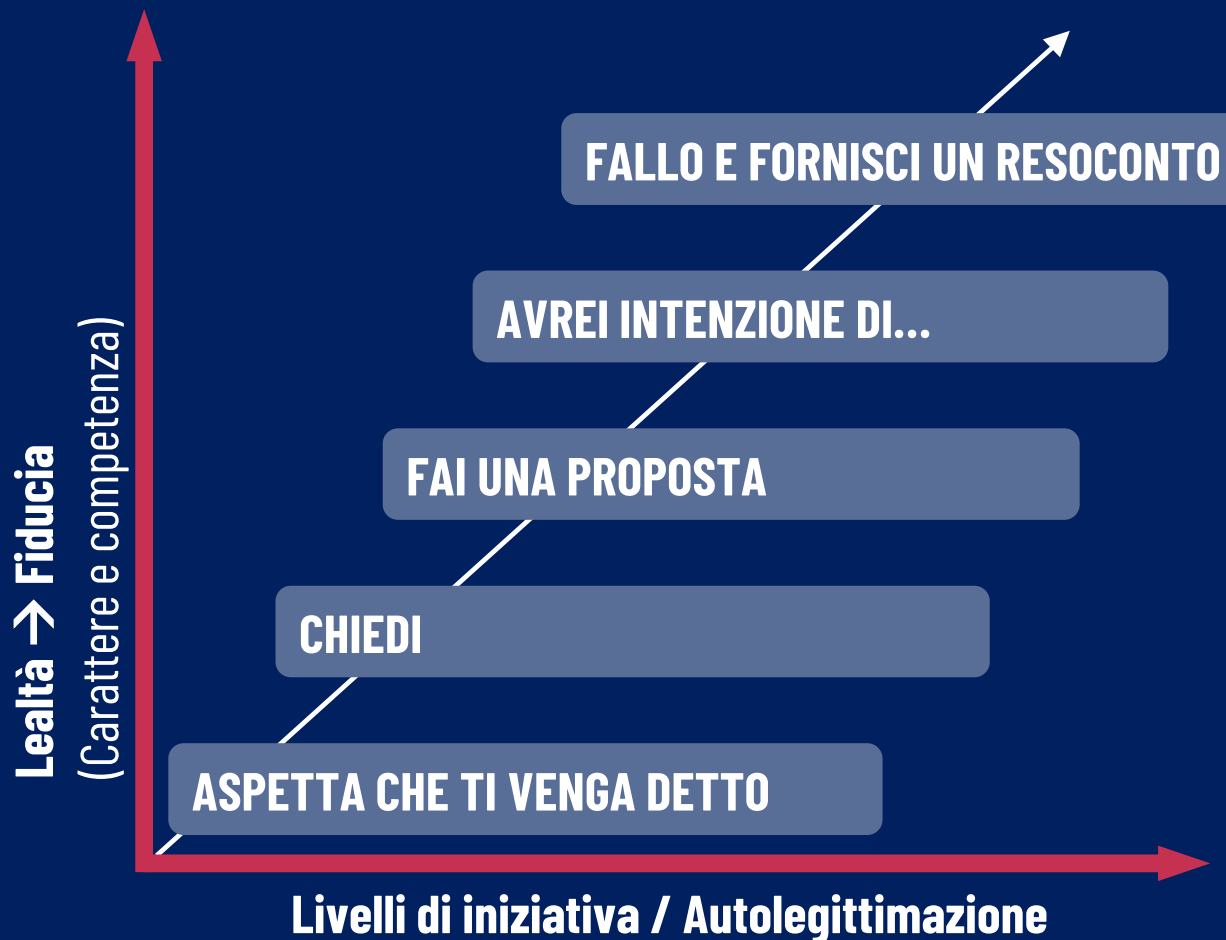 FALLO E FORNISCI UN RESOCONTO
AVREI INTENZIONE DI...
FAI UNA PROPOSTA
CHIEDI
ASPETTA CHE TI VENGA DETTO
Lealtà → Fiducia
(Carattere e competenza)
Livelli di iniziativa / Autolegittimazione